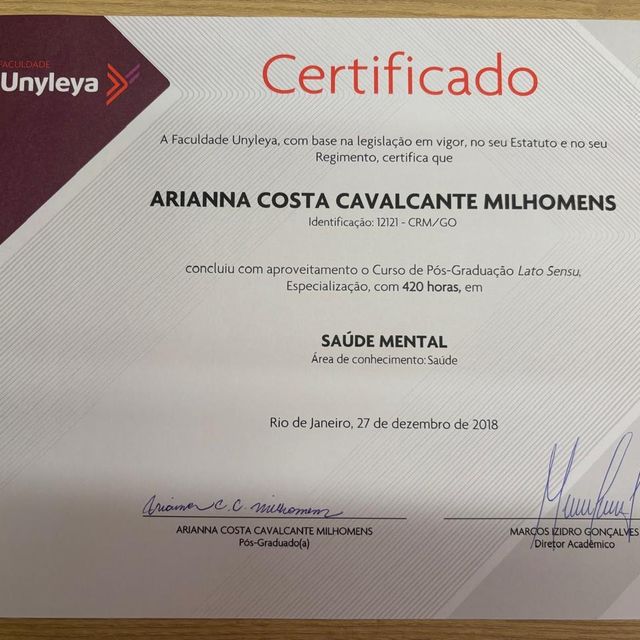 FACULDADE
Unyleya
Certificado
A Faculdade Unyleya, com base na legislação em vigor, no seu Estatuto e no seu
Regimento, certifica que
ARIANNA COSTA CAVALCANTE MILHOMENS
Identificação: 12121 - CRM/GO
concluiu com aproveitamento o Curso de Pós-Graduação Lato Sensu,
Especialização, com 420 horas, em
SAÚDE MENTAL
Área de conhecimento: Saúde
Rio de Janeiro, 27 de dezembro de 2018
Arianna C. C. Milhomens
ARIANNA COSTA CAVALCANTE MILHOMENS
Pós-Graduado(a)
MARCOS IZIDRO GONÇALVES
Diretor Acadêmico